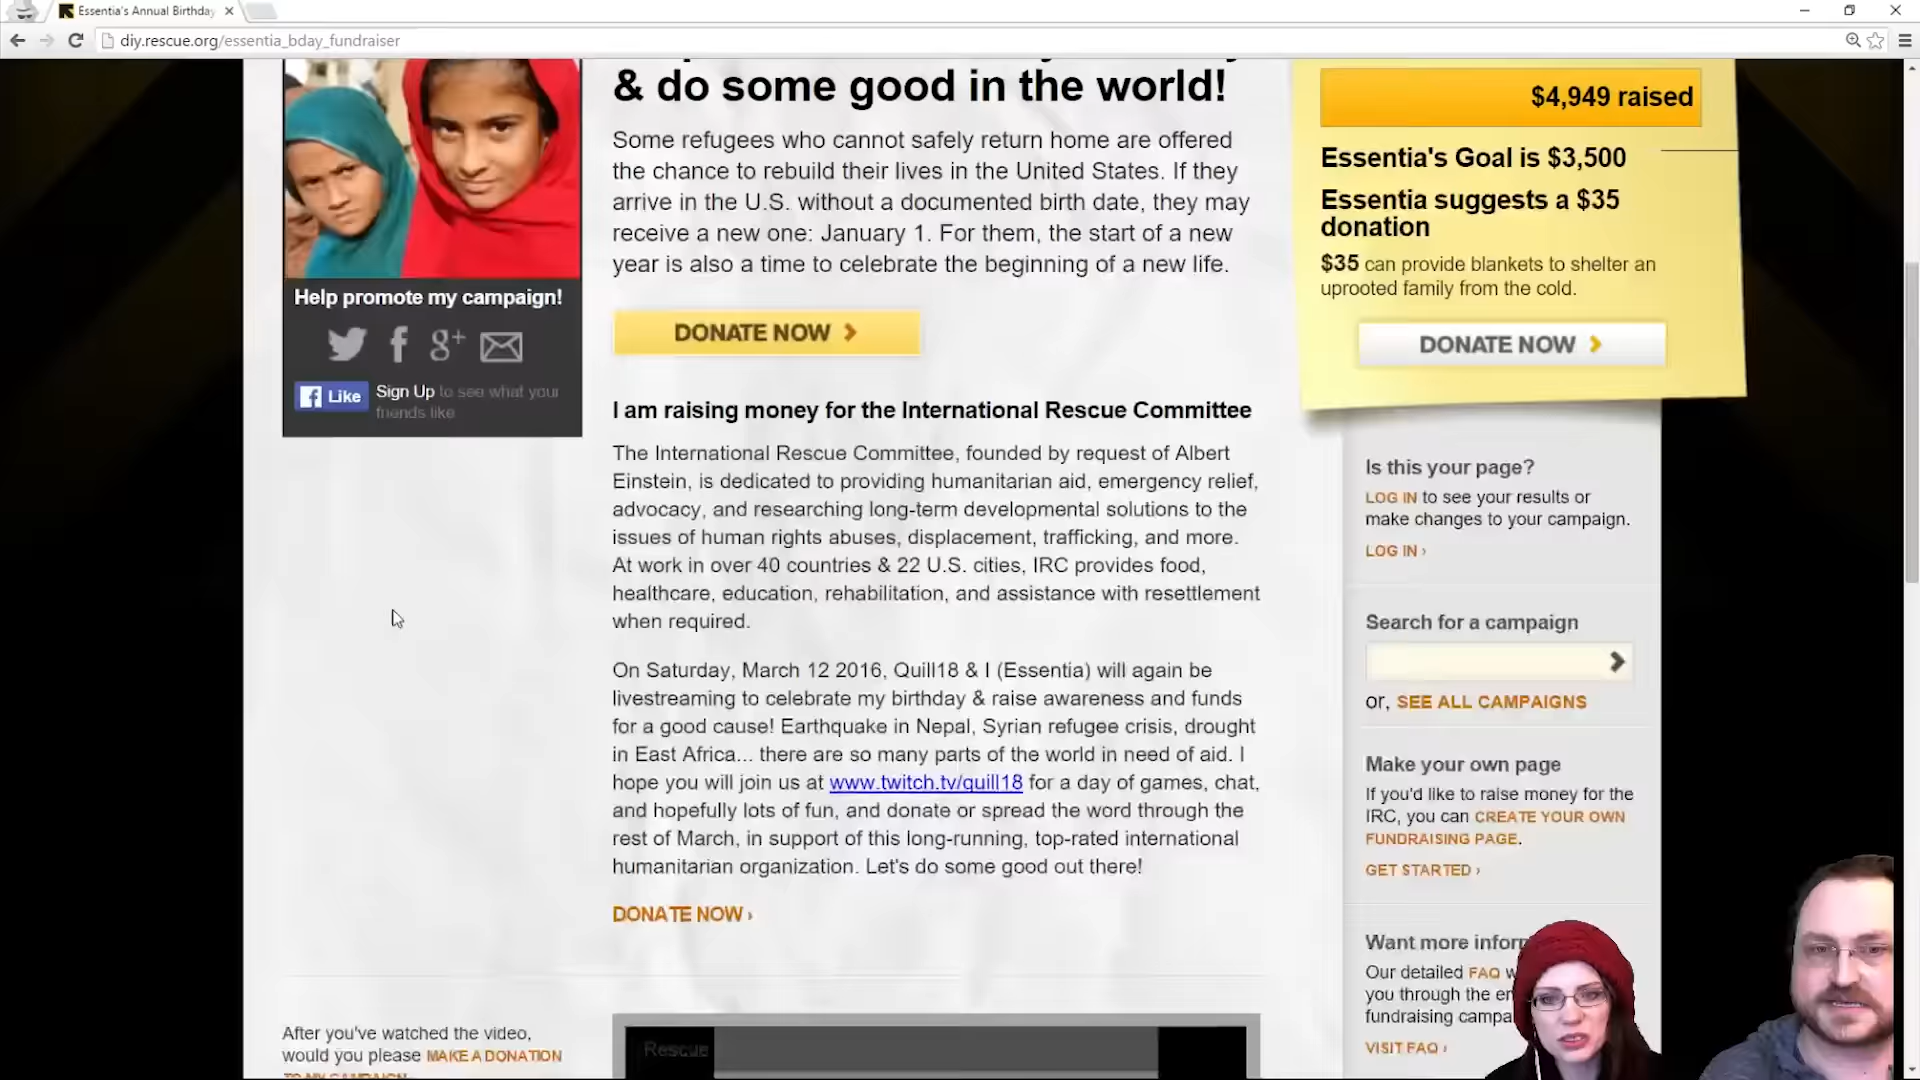 Essentia's Annual Birthday
diy.rescue.org/essentia_bday_fundraiser
& do some good in the world!
Some refugees who cannot safely return home are offered
the chance to rebuild their lives in the United States. If they
arrive in the U.S. without a documented birth date, they may
receive a new one: January 1. For them, the start of a new
year is also a time to celebrate the beginning of a new life.
DONATE NOW
Help promote my campaign!
Like
Sign Up to see what your
friends like
I am raising money for the International Rescue Committee
The International Rescue Committee, founded by request of Albert
Einstein, is dedicated to providing humanitarian aid, emergency relief,
advocacy, and researching long-term developmental solutions to the
issues of human rights abuses, displacement, trafficking, and more.
At work in over 40 countries & 22 U.S. cities, IRC provides food,
healthcare, education, rehabilitation, and assistance with resettlement
when required.
On Saturday, March 12 2016, Quill18 & I (Essentia) will again be
livestreaming to celebrate my birthday & raise awareness and funds
for a good cause! Earthquake in Nepal, Syrian refugee crisis, drought
in East Africa... there are so many parts of the world in need of aid. I
hope you will join us at www.twitch.tv/quill18 for a day of games, chat,
and hopefully lots of fun, and donate or spread the word through the
rest of March, in support of this long-running, top-rated international
humanitarian organization. Let's do some good out there!
DONATE NOW ›
After you've watched the video,
would you please MAKE A DONATION
Rescue
$4,949 raised
Essentia's Goal is $3,500
Essentia suggests a $35
donation
$35 can provide blankets to shelter an
uprooted family from the cold.
DONATE NOW
Is this your page?
LOG IN to see your results or
make changes to your campaign.
LOG IN ›
Search for a campaign
or, SEE ALL CAMPAIGNS
Make your own page
If you'd like to raise money for the
IRC, you can CREATE YOUR OWN
FUNDRAISING PAGE.
GET STARTED ›
Want more
Our detailed FAQ
you through the
fundraising
VISIT FAQ ›